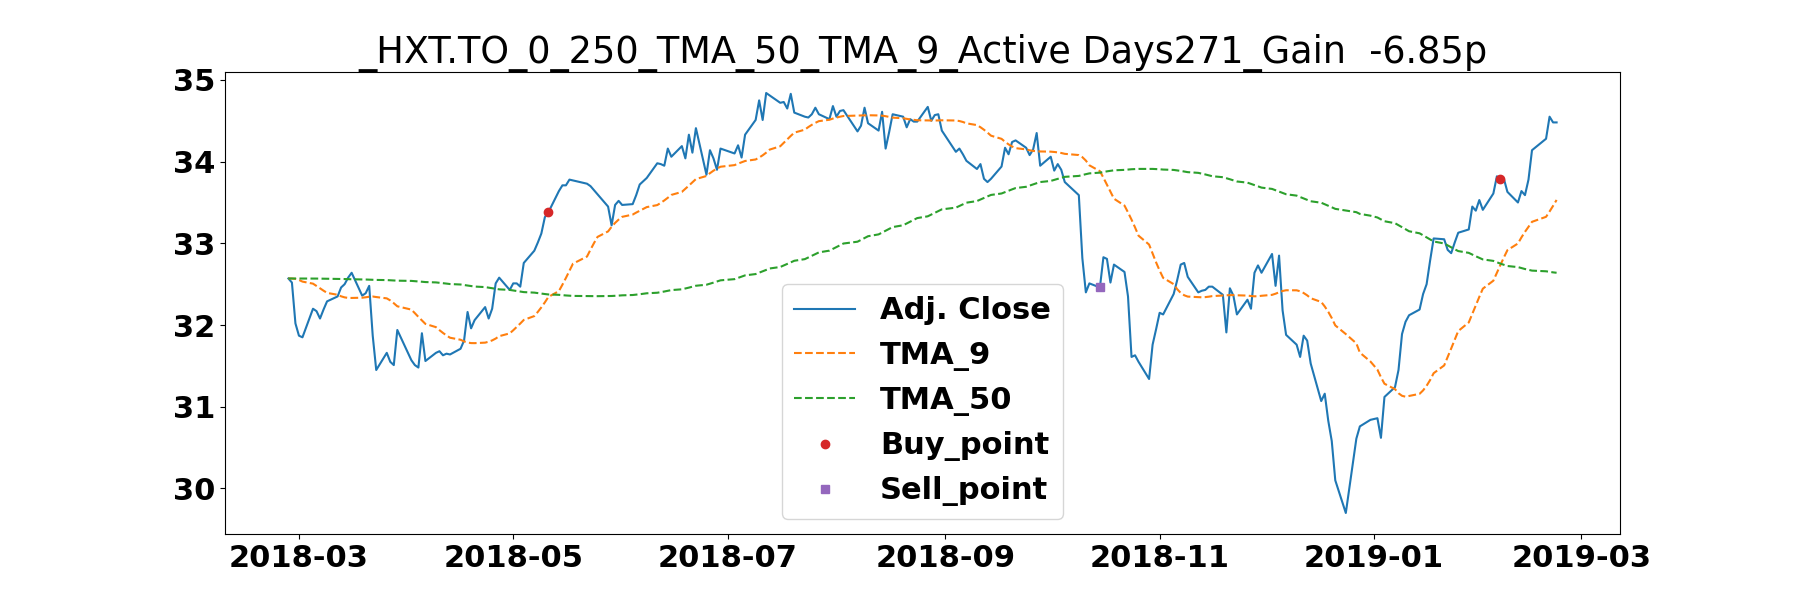 _HXT.TO_0_250_TMA_50_TMA_9_Active Days271_Gain  -6.85p
35
34
33
32
31
30
Adj. Close
TMA_9
TMA_50
Buy_point
Sell_point
2018-03 2018-05 2018-07 2018-09 2018-11 2019-01 2019-03